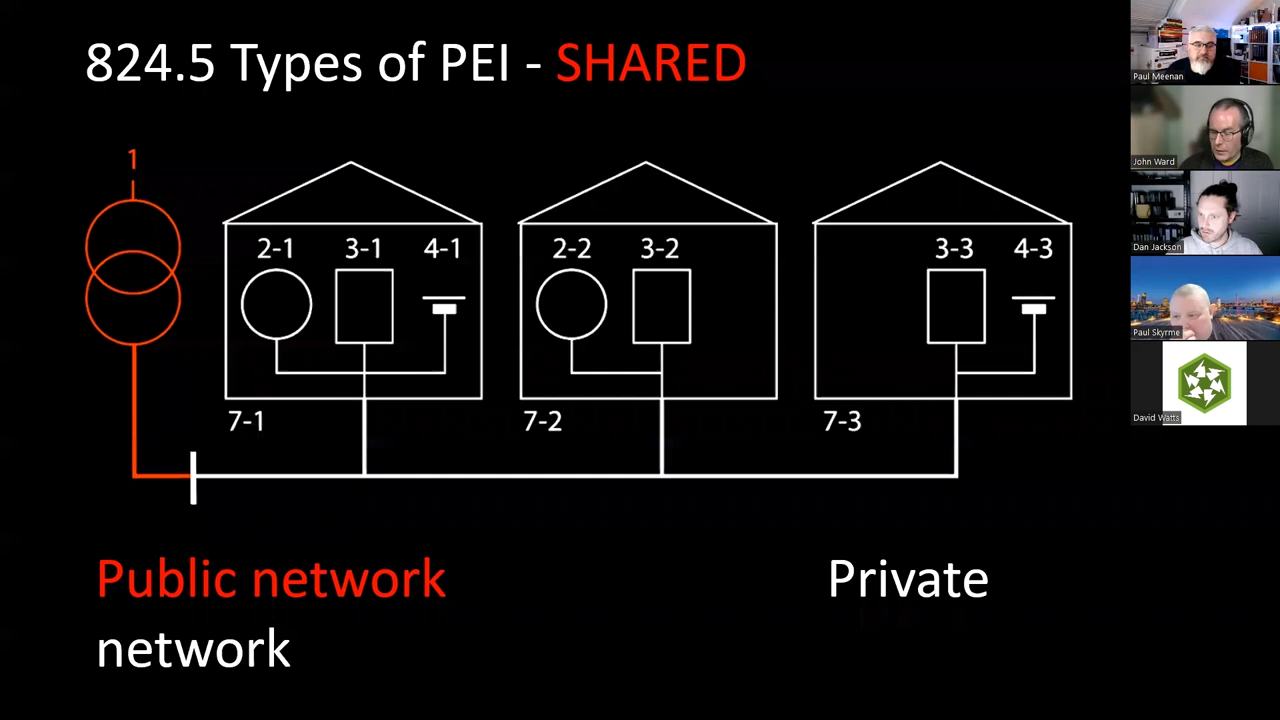 824.5 Types of PEI - SHARED
1
2-1 3-1 4-1
2-2 3-2
3-3 4-3
7-1
7-2
7-3
Public network Private
network
Paul Meenan
John Ward
Dan Jackson
Paul Skyrme
David Watts